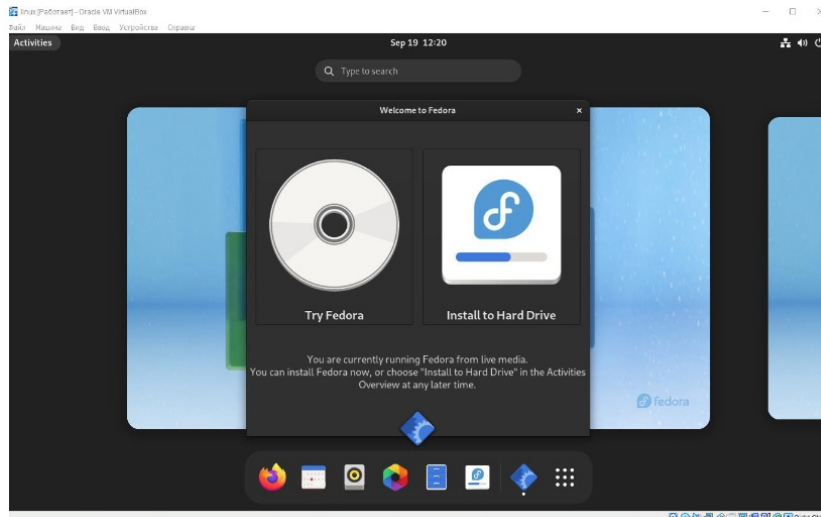 linux [Работает] - Oracle VM VirtualBox
Файл Машина Вид Ввод Устройства Справка
Activities
Sep 19 12:20
Type to search
Welcome to Fedora
Try Fedora
Install to Hard Drive
You are currently running Fedora from live media.
You can install Fedora now, or choose "Install to Hard Drive" in the Activities
Overview at any later time.
fedora